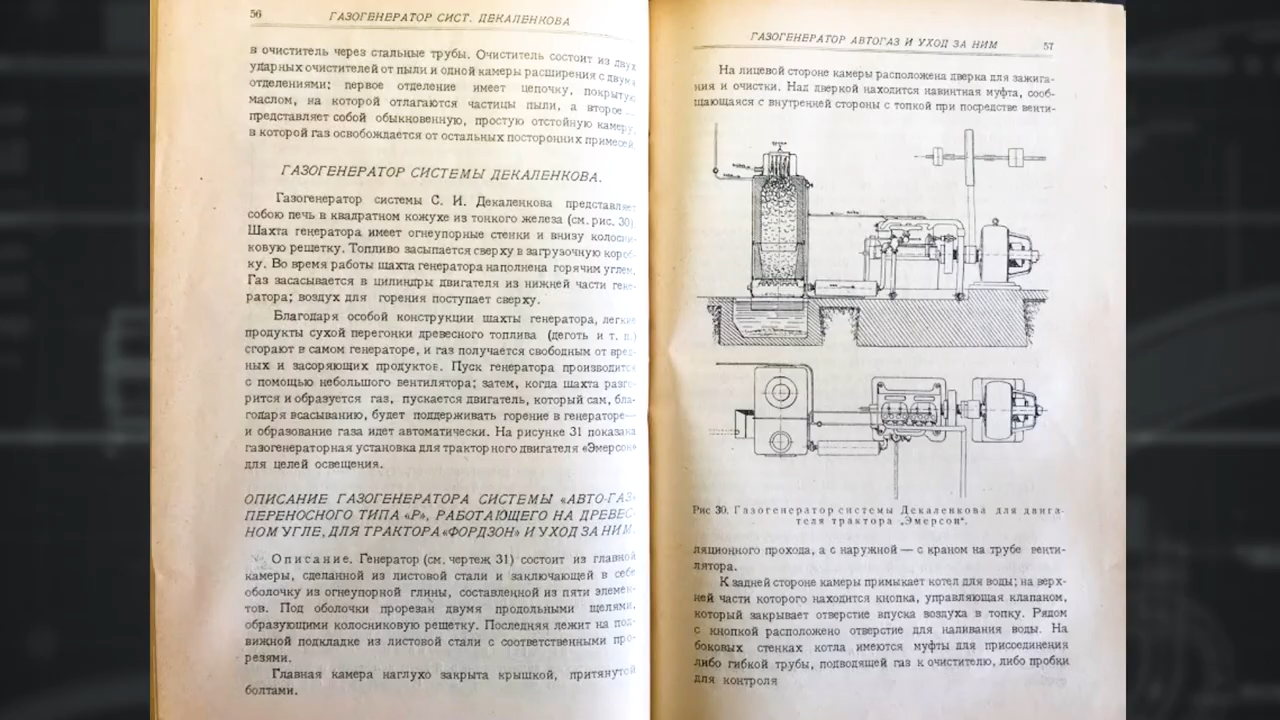 56
ГАЗОГЕНЕРАТОР СИСТ. ДЕКАЛЕНКОВА
в очиститель через стальные трубы. Очиститель состоит из двух
ударных очистителей от пыли и одной камеры расширения с двумя
отделениями; первое отделение имеет цепочку, покрытую
маслом, на которой отлагаются частицы пыли, а второе
представляет собой обыкновенную, простую отстойную камеру,
в которой газ освобождается от остальных посторонних примесей
ГАЗОГЕНЕРАТОР СИСТЕМЫ ДЕКАЛЕНКОВА.
Газогенератор системы С. И. Декаленкова представляет
собою печь в квадратном кожухе из тонкого железа (см. рис. 30)
Шахта генератора имеет огнеупорные стенки и внизу колосни-
ковую решетку. Топливо засыпается сверху в загрузочную короб-
ку. Во время работы шахта генератора наполнена горячим углем.
Газ засасывается в цилиндры двигателя из нижней части гене-
ратора; воздух для горения поступает сверху.
Благодаря особой конструкции шахты генератора, легкие
продукты сухой перегонки древесного топлива (деготь и т. п.)
сгорают в самом генераторе, и газ получается свободным от вред-
ных и засоряющих продуктов. Пуск генератора производится
с помощью небольшого вентилятора; затем, когда шахта разго-
рится и образуется газ, пускается двигатель, который сам, бла-
годаря всасыванию, будет поддерживать горение в генераторе—
и образование газа идет автоматически. На рисунке 31 показана
газогенераторная установка для тракторного двигателя «Эмерсон»
для целей освещения.
ОПИСАНИЕ ГАЗОГЕНЕРАТОРА СИСТЕМЫ «АВТО-ГАЗ»
ПЕРЕНОСНОГО ТИПА «Р», РАБОТАЮЩЕГО НА ДРЕВЕС-
НОМ УГЛЕ, ДЛЯ ТРАКТОРА «ФОРДЗОН» И УХОД ЗА НИМ.
Описание. Генератор (см. чертеж 31) состоит из главной
камеры, сделанной из листовой стали и заключающей в себе
оболочку из огнеупорной глины, составленной из пяти элемен-
тов. Под оболочки прорезан двумя продольными щелями,
образующими колосниковую решетку. Последняя лежит на под-
вижной подкладке из листовой стали с соответственными про-
резями.
Главная камера наглухо закрыта крышкой, притянутой
болтами.
ГАЗОГЕНЕРАТОР АВТОГАЗ И УХОД ЗА НИМ
57
На лицевой стороне камеры расположена дверка для зажига-
ния и очистки. Над дверкой находится навинтная муфта, сооб-
щающаяся с внутренней стороны с топкой при посредстве венти-
Рис 30. Газогенератор системы Декаленкова для двига-
теля трактора „Эмерсон“.
ляционного прохода, а с наружной — с краном на трубе венти-
лятора.
К задней стороне камеры примыкает котел для воды; на верх-
ней части которого находится кнопка, управляющая клапаном,
который закрывает отверстие впуска воздуха в топку. Рядом
с кнопкой расположено отверстие для наливания воды. На
боковых стенках котла имеются муфты для присоединения
либо гибкой трубы, подводящей газ к очистителю, либо пробки
для контроля